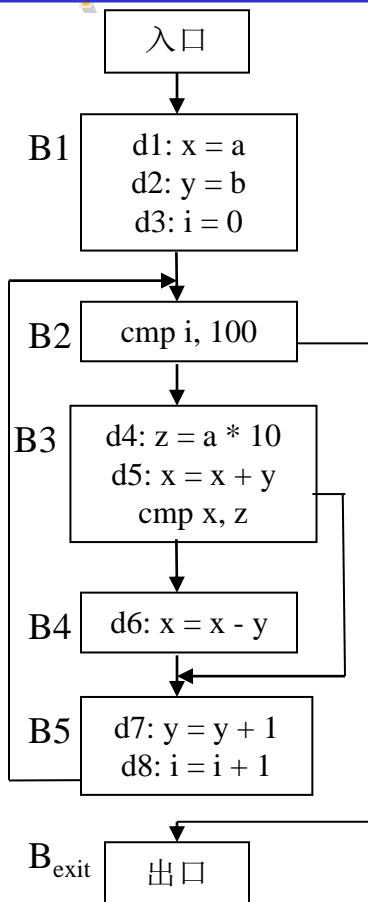 入口
B1
d1: x = a
d2: y = b
d3: i = 0
B2
cmp i, 100
B3
d4: z = a * 10
d5: x = x + y
cmp x, z
B4
d6: x = x - y
B5
d7: y = y + 1
d8: i = i + 1
Bexit
出口